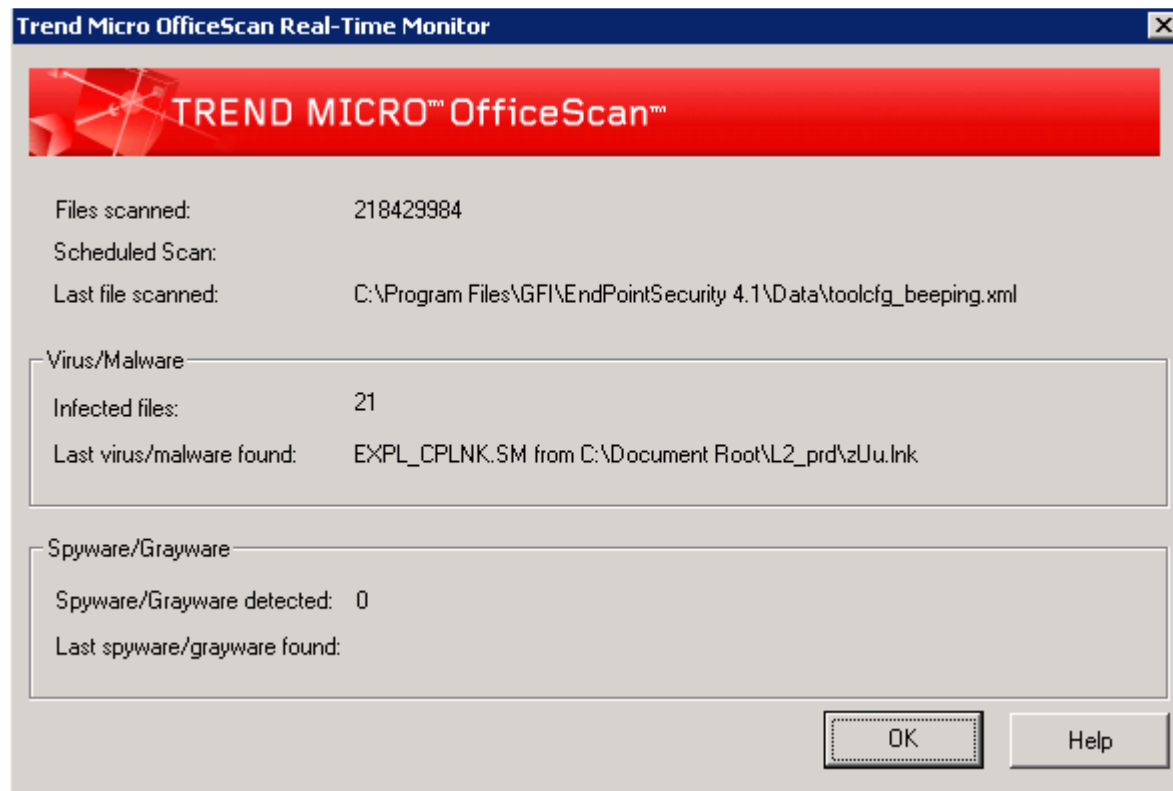 Trend Micro OfficeScan Real-Time Monitor
TREND MICRO™ OfficeScan™
Files scanned: 218429984
Scheduled Scan:
Last file scanned: C:\Program Files\GFI\EndPointSecurity 4.1\Data\toolcfg_beeping.xml
Virus/Malware
Infected files: 21
Last virus/malware found: EXPL_CPLNK.SM from C:\Document Root\L2_prd\zUu.lnk
Spyware/Grayware
Spyware/Grayware detected: 0
Last spyware/grayware found:
OK Help